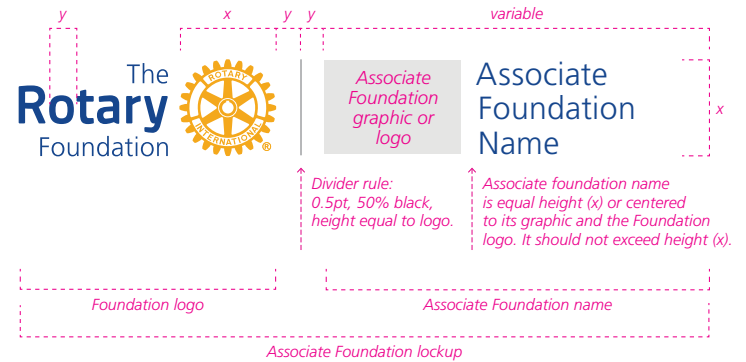 y
x
y
y
variable
The
Rotary
Foundation
ROTARY
INTERNATIONAL
®
Associate
Foundation
graphic or
logo
Associate
Foundation
Name
x
Divider rule:
0.5pt, 50% black,
height equal to logo.
Associate foundation name
is equal height (x) or centered
to its graphic and the Foundation
logo. It should not exceed height (x).
Foundation logo
Associate Foundation name
Associate Foundation lockup